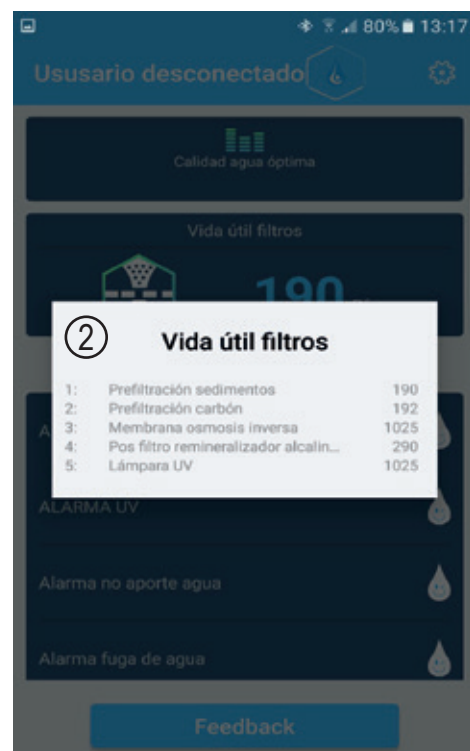 80% 13:17
Ususario desconectado
Calidad agua óptima
Vida útil filtros
190
② Vida útil filtros
1: Prefiltración sedimentos 190
2: Prefiltración carbón 192
3: Membrana osmosis inversa 1025
4: Pos filtro remineralizador alcalin... 290
5: Lámpara UV 1025
A
ALARMA UV
Alarma no aporte agua
Alarma fuga de agua
Feedback